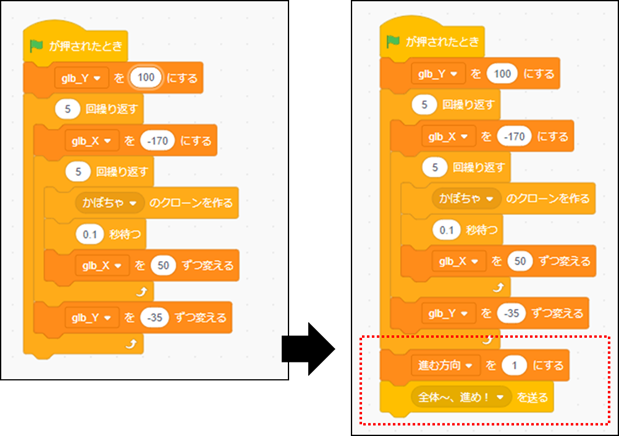 が押されたとき
glb_Y を 100 にする
5 回繰り返す
glb_X を -170 にする
5 回繰り返す
かぼちゃ のクローンを作る
0.1 秒待つ
glb_X を 50 ずつ変える
glb_Y を -35 ずつ変える
が押されたとき
glb_Y を 100 にする
5 回繰り返す
glb_X を -170 にする
5 回繰り返す
かぼちゃ のクローンを作る
0.1 秒待つ
glb_X を 50 ずつ変える
glb_Y を -35 ずつ変える
進む方向 を 1 にする
全体～、進め！ を送る